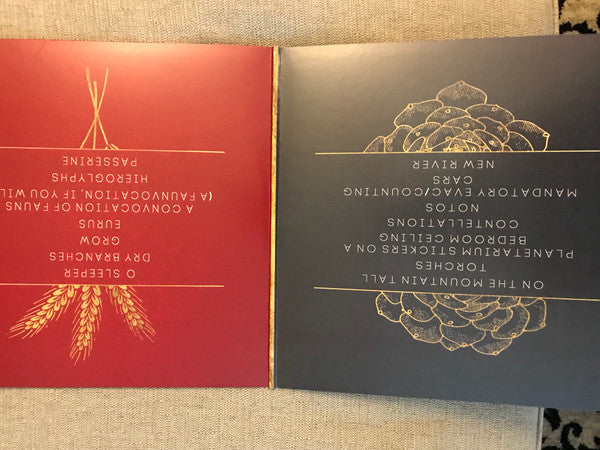 ON THE MOUNTAIN TALL
TORCHES
PLANETARIUM STICKERS ON A
BEDROOM CEILING
CONTELLATIONS
NOTOS
MANDATORY EVAC/COUNTING
CARS
NEW RIVER
O SLEEPER
DRY BRANCHES
GROW
EURUS
A CONVOCATION OF FAUNS
(A FAUNVOCATION, IF YOU WIL
HIEROGLYPHS
PASSERINE